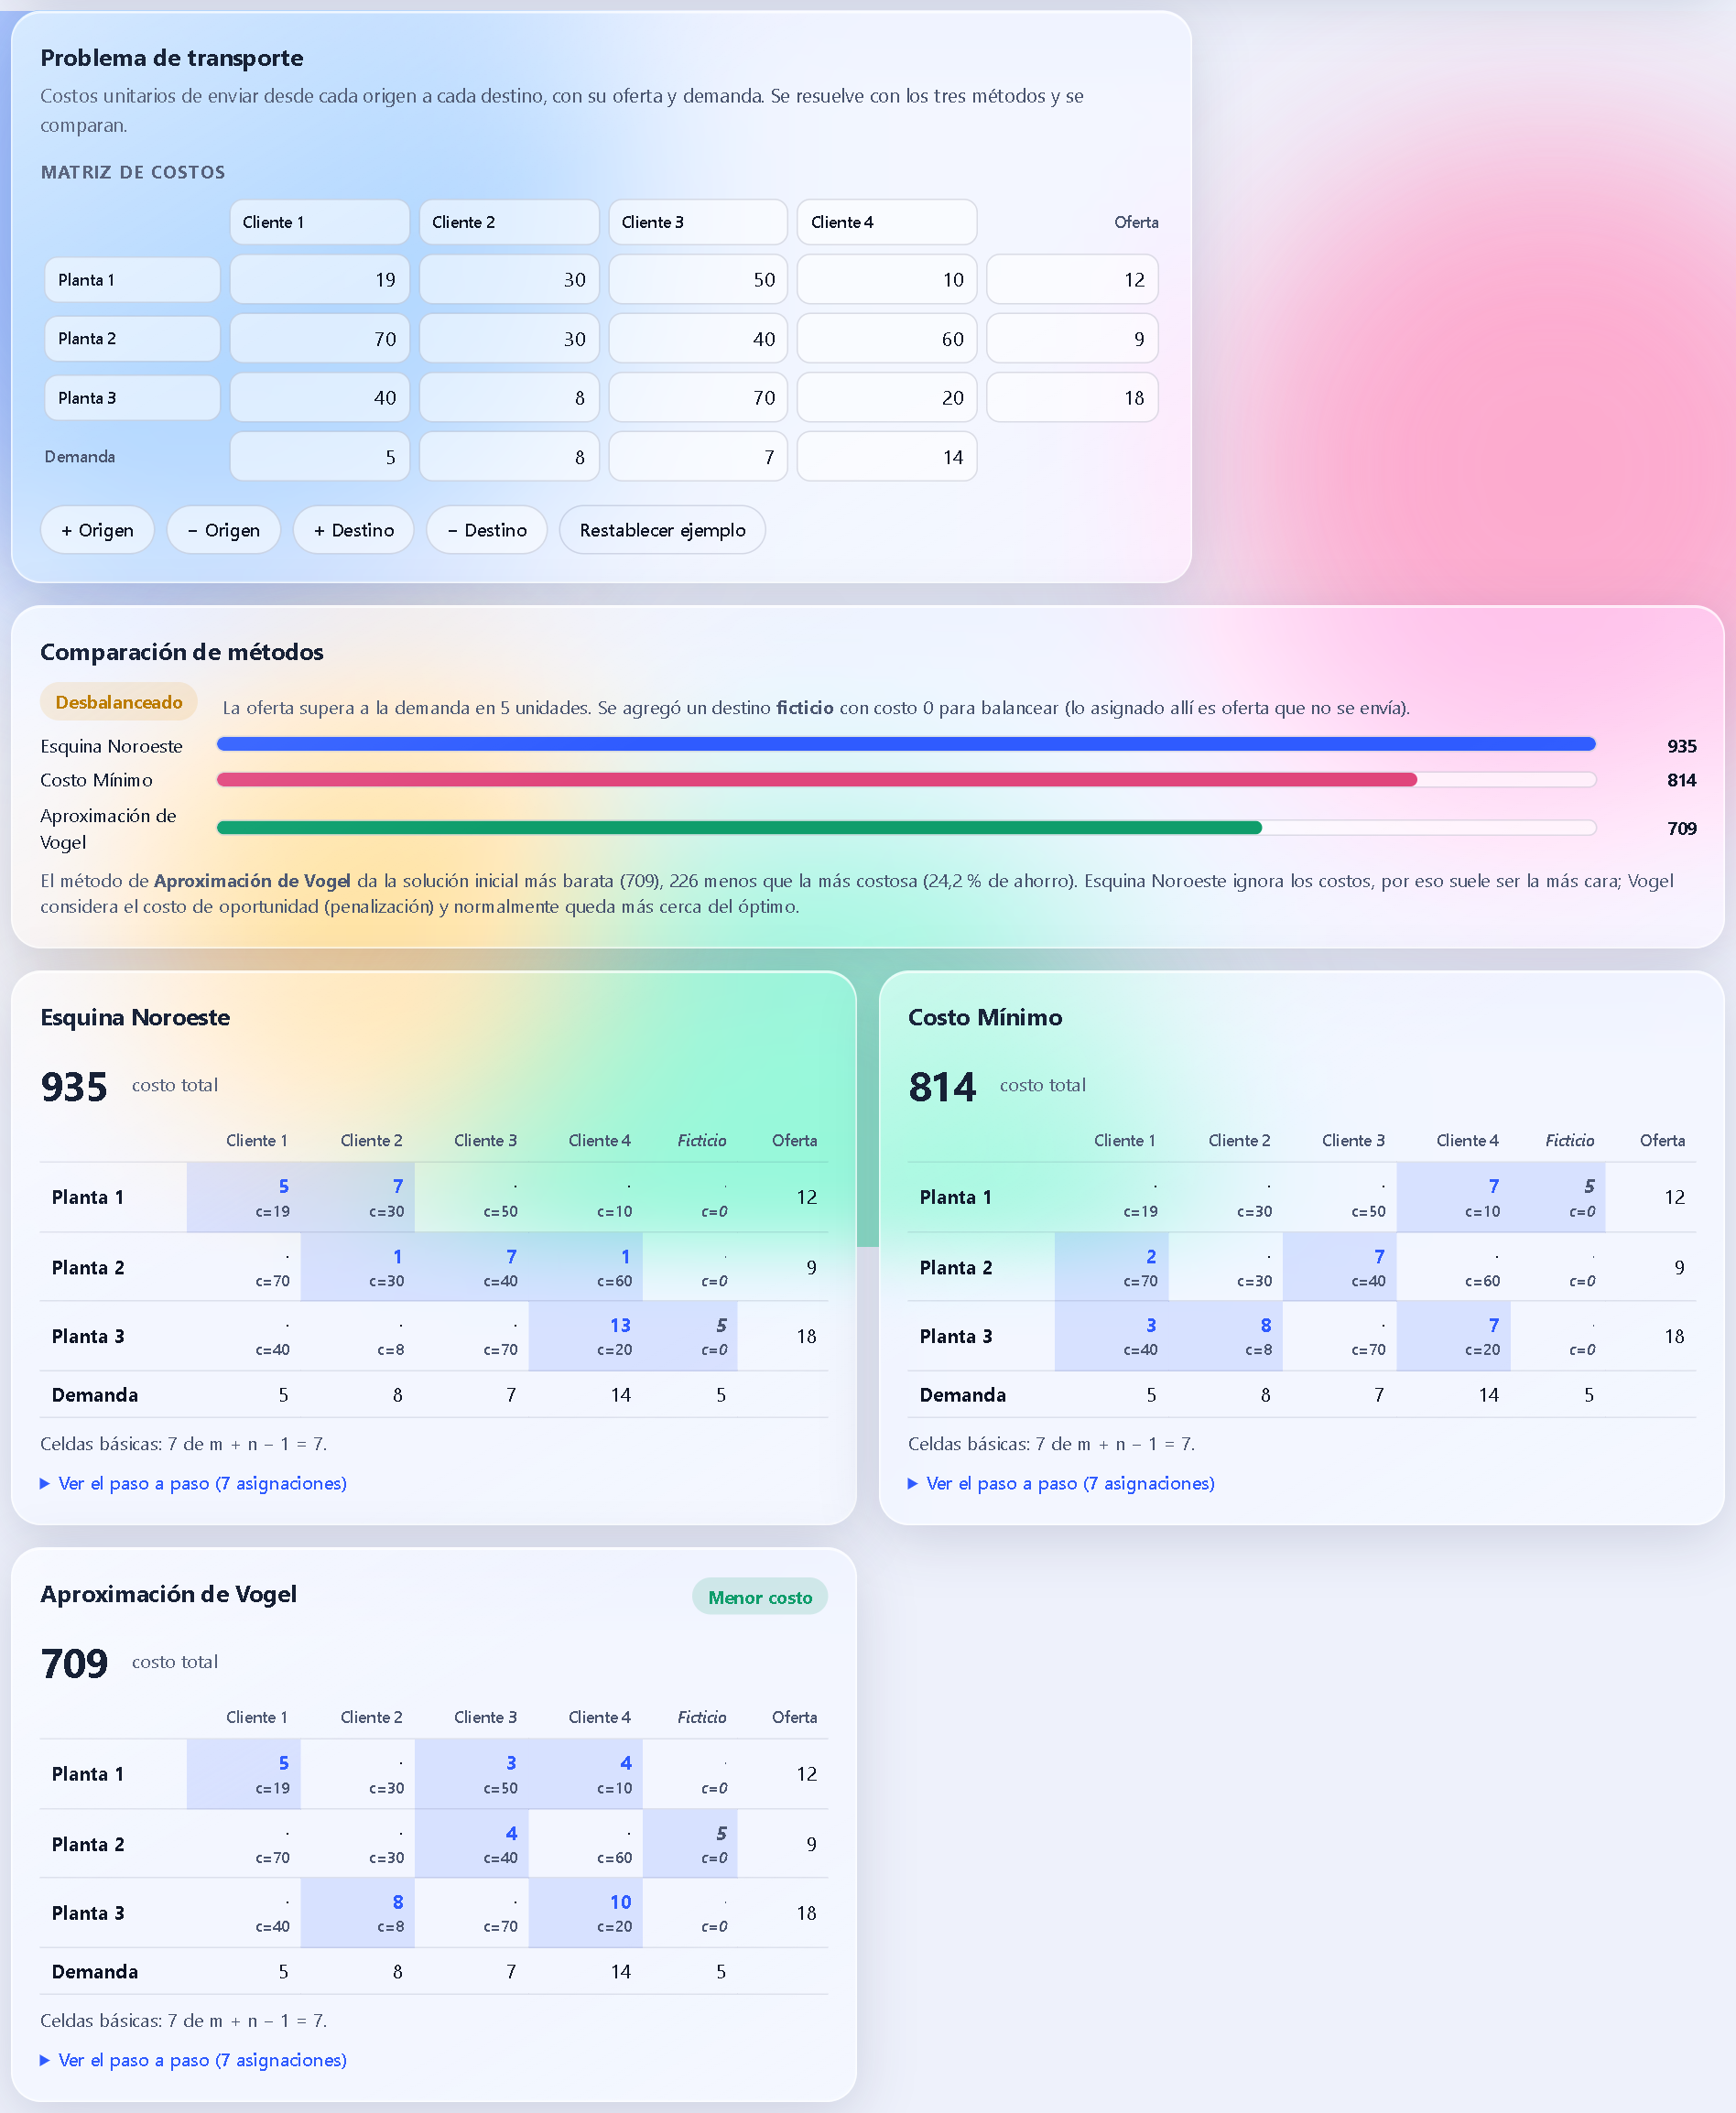 Problema de transporte
Costos unitarios de enviar desde cada origen a cada destino, con su oferta y demanda. Se resuelve con los tres métodos y se
comparan.
MATRIZ DE COSTOS
Cliente 1 Cliente 2 Cliente 3 Cliente 4 Oferta
Planta 1 19 30 50 10 12
Planta 2 70 30 40 60 9
Planta 3 40 8 70 20 18
Demanda 5 8 7 14
+ Origen − Origen + Destino − Destino Restablecer ejemplo
Comparación de métodos
Desbalanceado La oferta supera a la demanda en 5 unidades. Se agregó un destino ficticio con costo 0 para balancear (lo asignado allí es oferta que no se envía).
Esquina Noroeste 935
Costo Mínimo 814
Aproximación de
Vogel 709
El método de Aproximación de Vogel da la solución inicial más barata (709), 226 menos que la más costosa (24,2 % de ahorro). Esquina Noroeste ignora los costos, por eso suele ser la más cara; Vogel
considera el costo de oportunidad (penalización) y normalmente queda más cerca del óptimo.
Esquina Noroeste
935 costo total
Cliente 1 Cliente 2 Cliente 3 Cliente 4 Ficticio Oferta
5 7 · · ·
Planta 1 12
c=19 c=30 c=50 c=10 c=0
· 1 7 1 ·
Planta 2 9
c=70 c=30 c=40 c=60 c=0
· · · 13 5
Planta 3 18
c=40 c=8 c=70 c=20 c=0
Demanda 5 8 7 14 5
Celdas básicas: 7 de m + n − 1 = 7.
▶ Ver el paso a paso (7 asignaciones)
Costo Mínimo
814 costo total
Cliente 1 Cliente 2 Cliente 3 Cliente 4 Ficticio Oferta
· · · 7 5
Planta 1 12
c=19 c=30 c=50 c=10 c=0
2 · 7 · ·
Planta 2 9
c=70 c=30 c=40 c=60 c=0
3 8 · 7 ·
Planta 3 18
c=40 c=8 c=70 c=20 c=0
Demanda 5 8 7 14 5
Celdas básicas: 7 de m + n − 1 = 7.
▶ Ver el paso a paso (7 asignaciones)
Aproximación de Vogel Menor costo
709 costo total
Cliente 1 Cliente 2 Cliente 3 Cliente 4 Ficticio Oferta
5 · 3 4 ·
Planta 1 12
c=19 c=30 c=50 c=10 c=0
· · 4 · 5
Planta 2 9
c=70 c=30 c=40 c=60 c=0
· 8 · 10 ·
Planta 3 18
c=40 c=8 c=70 c=20 c=0
Demanda 5 8 7 14 5
Celdas básicas: 7 de m + n − 1 = 7.
▶ Ver el paso a paso (7 asignaciones)